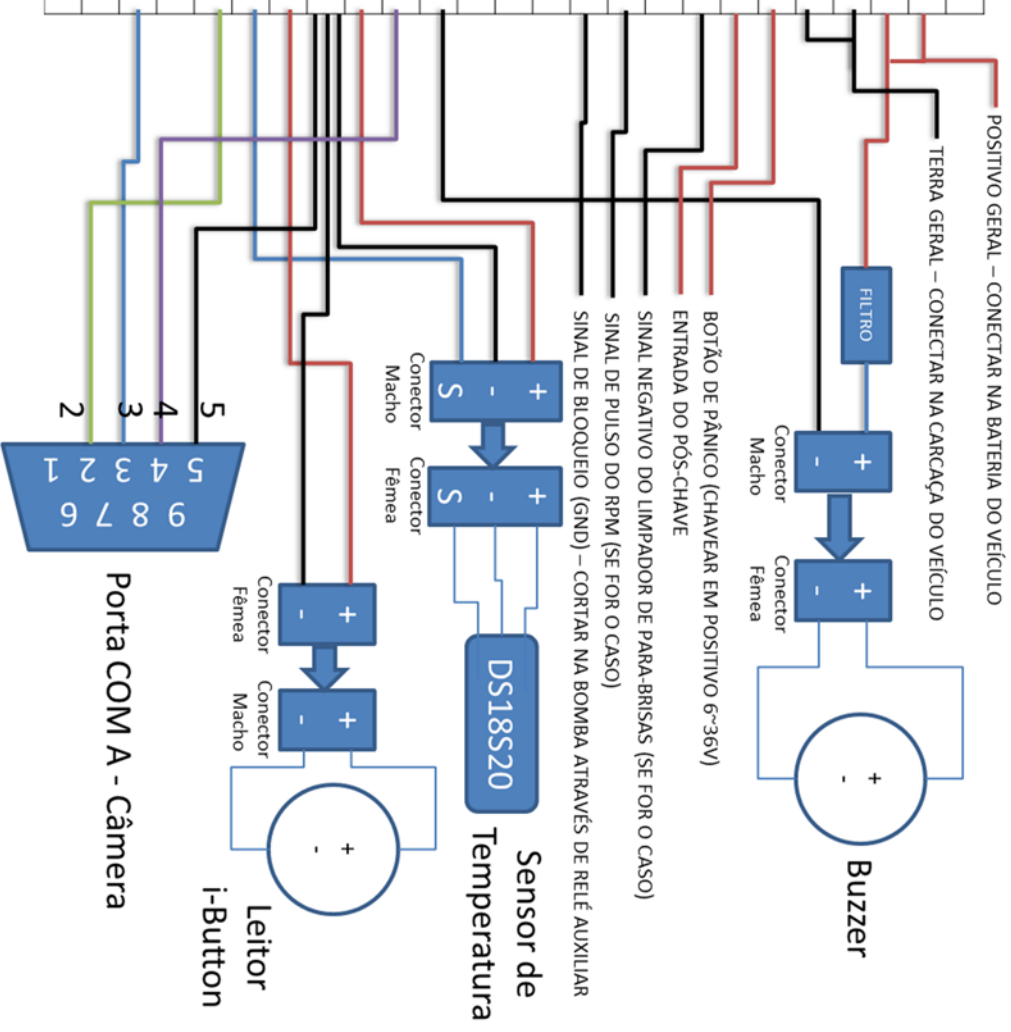 POSITIVO GERAL – CONECTAR NA BATERIA DO VEÍCULO
TERRA GERAL – CONECTAR NA CARCAÇA DO VEÍCULO
FILTRO
+
-
Conector
Macho
+
-
Conector
Fêmea
+
-
Buzzer
BOTÃO DE PÂNICO (CHAVEAR EM POSITIVO 6~36V)
ENTRADA DO PÓS-CHAVE
SINAL NEGATIVO DO LIMPADOR DE PARA-BRISAS (SE FOR O CASO)
SINAL DE PULSO DO RPM (SE FOR O CASO)
SINAL DE BLOQUEIO (GND) – CORTAR NA BOMBA ATRAVÉS DE RELÉ AUXILIAR
+
-
S
Conector
Macho
+
-
S
Conector
Fêmea
DS18S20
Sensor de
Temperatura
+
-
Conector
Fêmea
+
-
Conector
Macho
+
-
Leitor
i-Button
5
4
3
2
5 4 3 2 1
9 8 7 6
Porta COM A - Câmera